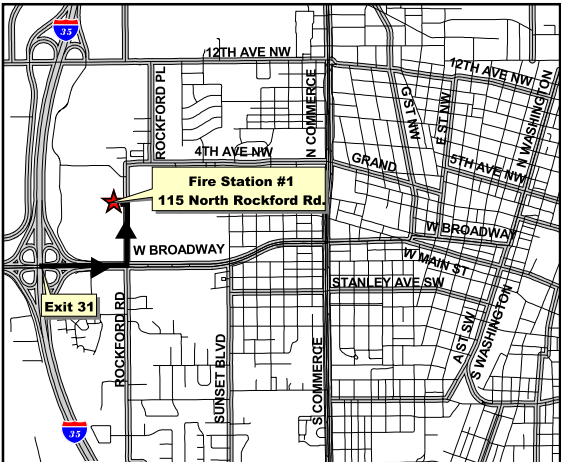 35
12TH AVE NW
12TH AVE NW
ROCKFORD PL
N COMMERCE
G ST NW
E ST NW
N WASHINGTON
4TH AVE NW
GRAND
5TH AVE NW
Fire Station #1
115 North Rockford Rd.
W BROADWAY
W BROADWAY
W MAIN ST
STANLEY AVE SW
Exit 31
ROCKFORD RD
SUNSET BLVD
S COMMERCE
A ST SW
S WASHINGTON
35